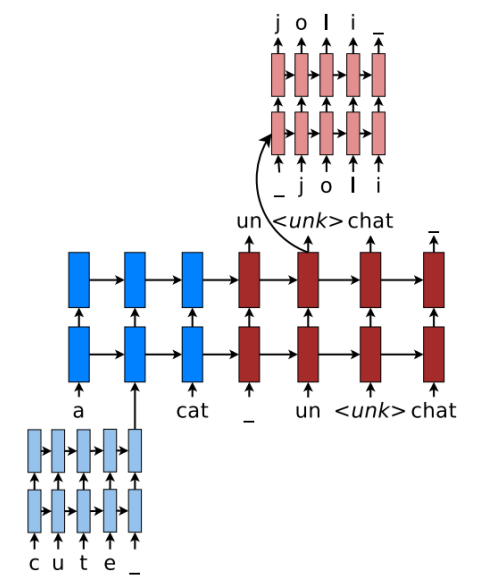 j o l i _
_ j o l i
un <unk> chat _
a cat _ un <unk> chat
c u t e _